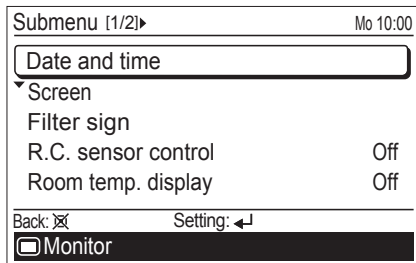 Submenu [1/2]▸ Mo 10:00
Date and time
Screen
Filter sign
R.C. sensor control Off
Room temp. display Off
Back: Setting:
Monitor